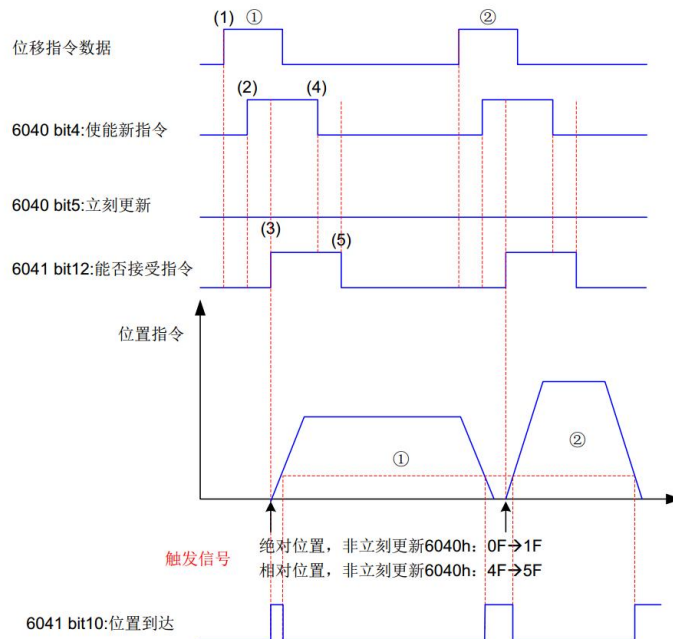 (1) ① ②
位移指令数据
(2) (4)
6040 bit4:使能新指令
6040 bit5:立刻更新
(3) (5)
6041 bit12:能否接受指令
位置指令
① ②
触发信号
绝对位置，非立刻更新6040h：0F→1F
相对位置，非立刻更新6040h：4F→5F
6041 bit10:位置到达